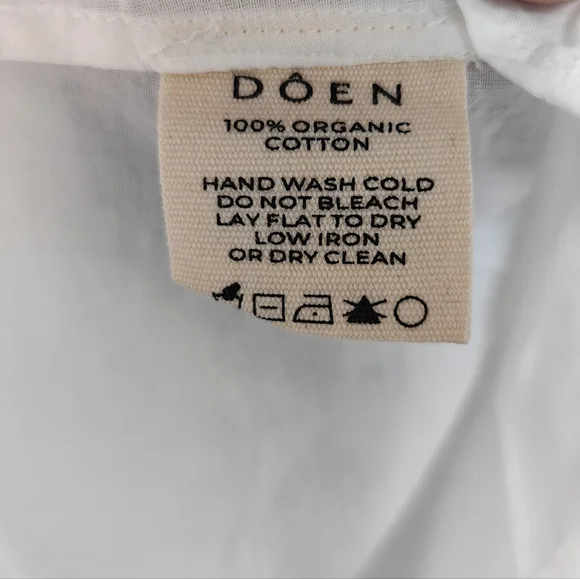 DÔEN
100% ORGANIC
COTTON
HAND WASH COLD
DO NOT BLEACH
LAY FLAT TO DRY
LOW IRON
OR DRY CLEAN